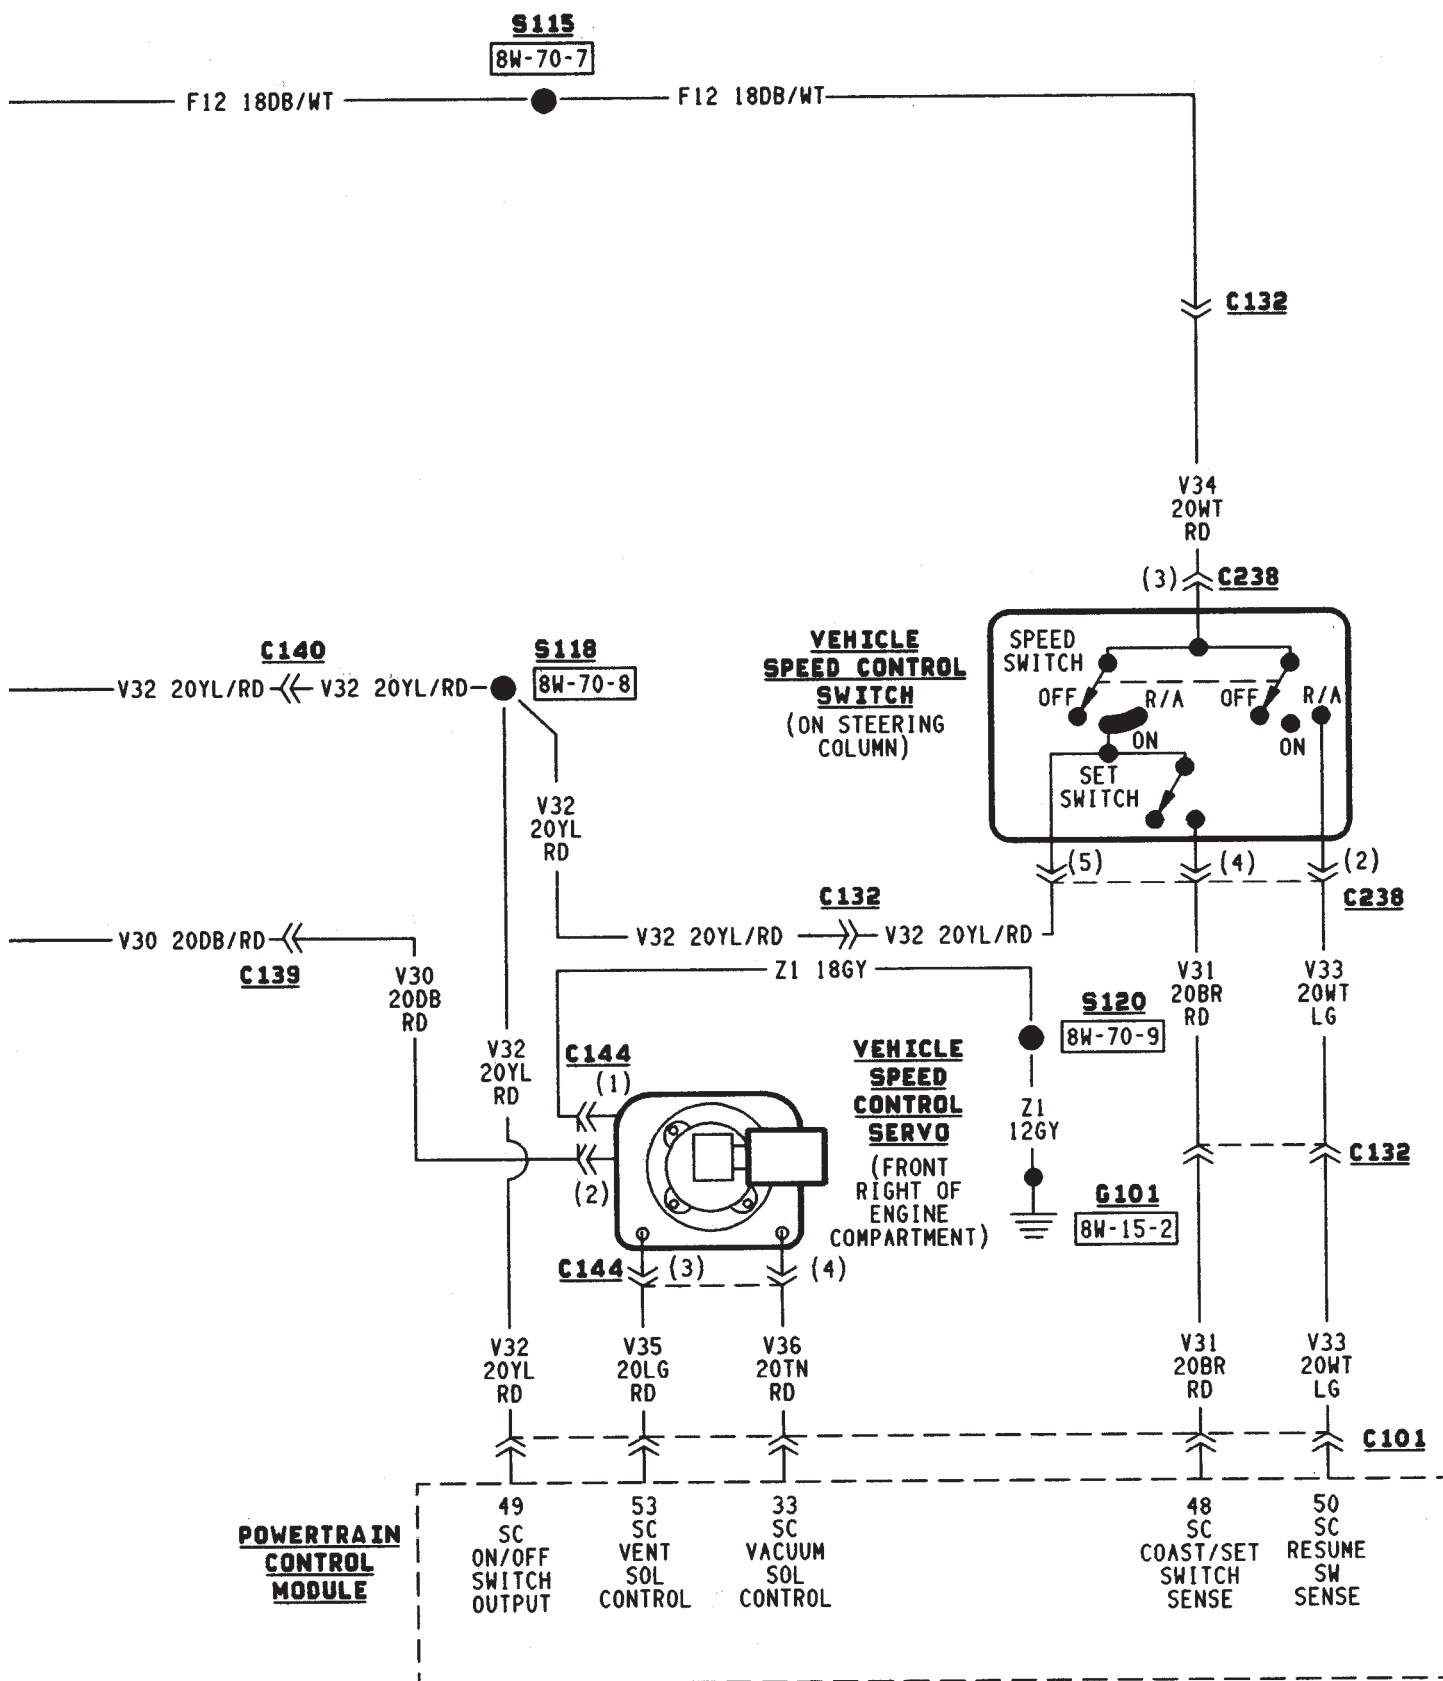 S115
8W-70-7
F12 18DB/WT
F12 18DB/WT
C132
V34
20WT
RD
(3)
C238
VEHICLE
SPEED CONTROL
SWITCH
(ON STEERING
COLUMN)
SPEED
SWITCH
OFF
R/A
ON
OFF
R/A
ON
SET
SWITCH
C140
S118
8W-70-8
V32 20YL/RD
V32 20YL/RD
V32
20YL
RD
(5)
(4)
(2)
C238
C132
V32 20YL/RD
V32 20YL/RD
V30 20DB/RD
C139
V30
20DB
RD
Z1 18GY
V31
20BR
RD
V33
20WT
LG
S120
8W-70-9
V32
20YL
RD
C144
(1)
(2)
VEHICLE
SPEED
CONTROL
SERVO
(FRONT
RIGHT OF
ENGINE
COMPARTMENT)
Z1
12GY
G101
8W-15-2
C132
C144
(3)
(4)
V32
20YL
RD
V35
20LG
RD
V36
20TN
RD
V31
20BR
RD
V33
20WT
LG
C101
POWERTRAIN
CONTROL
MODULE
49
SC
ON/OFF
SWITCH
OUTPUT
53
SC
VENT
SOL
CONTROL
33
SC
VACUUM
SOL
CONTROL
48
SC
COAST/SET
SWITCH
SENSE
50
SC
RESUME
SW
SENSE